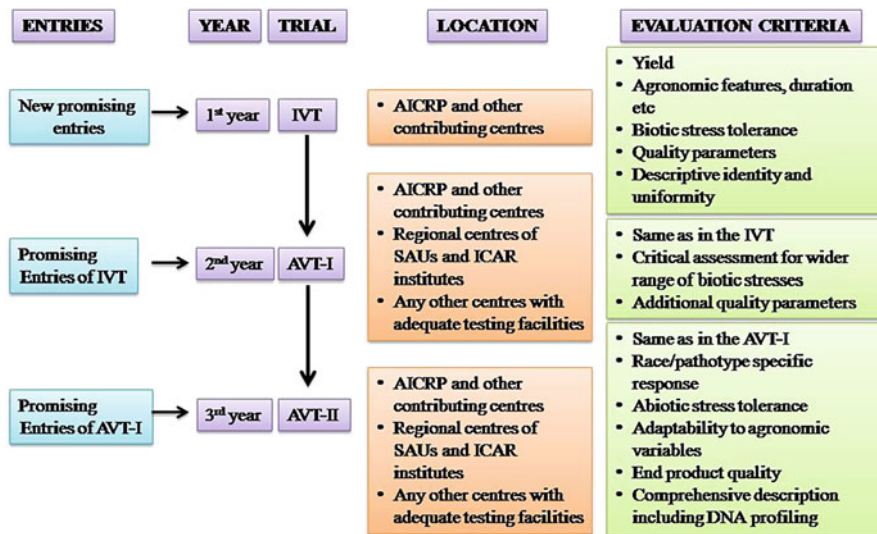 ENTRIES
YEAR
TRIAL
LOCATION
EVALUATION CRITERIA
New promising
entries
1st year
IVT
• AICRP and other
contributing centres
• Yield
• Agronomic features, duration
etc
• Biotic stress tolerance
• Quality parameters
• Descriptive identity and
uniformity
Promising
Entries of IVT
2nd year
AVT-I
• AICRP and other
contributing centres
• Regional centres of
SAUs and ICAR
institutes
• Any other centres with
adequate testing facilities
• Same as in the IVT
• Critical assessment for wider
range of biotic stresses
• Additional quality parameters
Promising
Entries of AVT-I
3rd year
AVT-II
• AICRP and other
contributing centres
• Regional centres of
SAUs and ICAR
institutes
• Any other centres with
adequate testing facilities
• Same as in the AVT-I
• Race/pathotype specific
response
• Abiotic stress tolerance
• Adaptability to agronomic
variables
• End product quality
• Comprehensive description
including DNA profiling